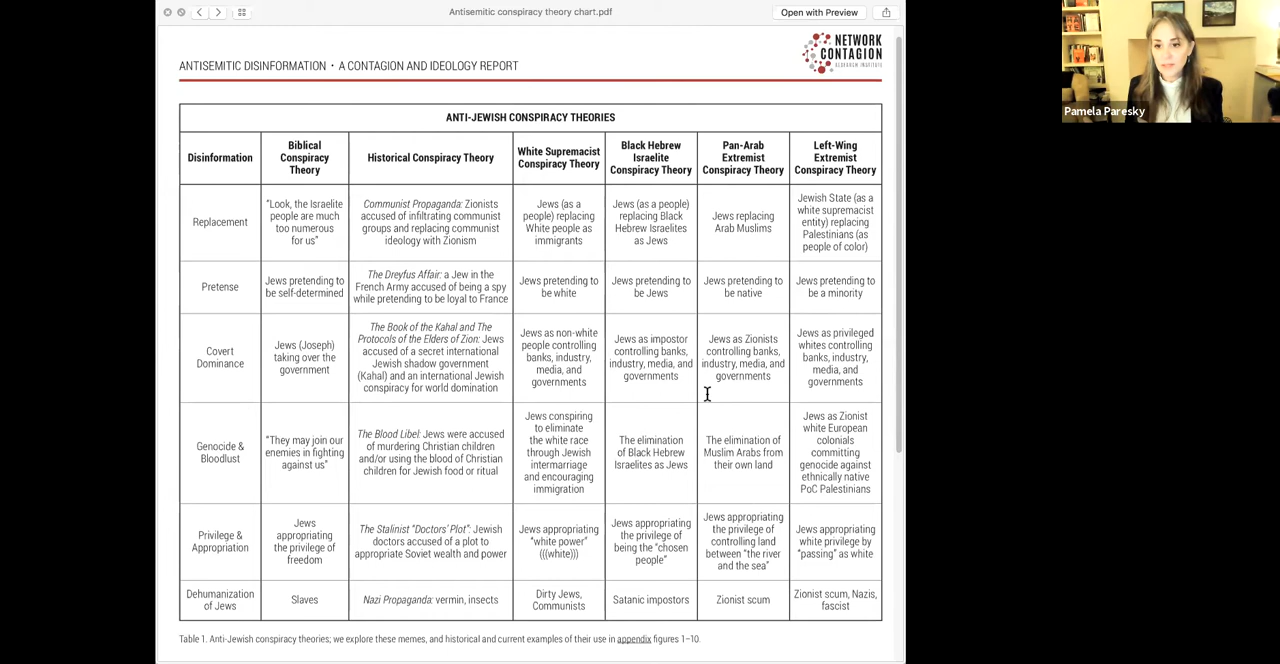 Antisemitic conspiracy theory chart.pdf
Open with Preview
Pamela Paresky
NETWORK
CONTAGION
RESEARCH INSTITUTE
ANTISEMITIC DISINFORMATION • A CONTAGION AND IDEOLOGY REPORT
ANTI-JEWISH CONSPIRACY THEORIES
Disinformation
Biblical
Conspiracy
Theory
Historical Conspiracy Theory
White Supremacist
Conspiracy Theory
Black Hebrew
Israelite
Conspiracy Theory
Pan-Arab
Extremist
Conspiracy Theory
Left-Wing
Extremist
Conspiracy Theory
Replacement
“Look, the Israelite
people are much
too numerous
for us”
Communist Propaganda: Zionists
accused of infiltrating communist
groups and replacing communist
ideology with Zionism
Jews (as a
people) replacing
White people as
immigrants
Jews (as a people)
replacing Black
Hebrew Israelites
as Jews
Jews replacing
Arab Muslims
Jewish State (as a
white supremacist
entity) replacing
Palestinians (as
people of color)
Pretense
Jews pretending to
be self-determined
The Dreyfus Affair: a Jew in the
French Army accused of being a spy
while pretending to be loyal to France
Jews pretending to
be white
Jews pretending to
be Jews
Jews pretending to
be native
Jews pretending to
be a minority
Covert
Dominance
Jews (Joseph)
taking over the
government
The Book of the Kahal and The
Protocols of the Elders of Zion: Jews
accused of a secret international
Jewish shadow government
(Kahal) and an international Jewish
conspiracy for world domination
Jews as non-white
people controlling
banks, industry,
media, and
governments
Jews as impostor
controlling banks,
industry, media, and
governments
Jews as Zionists
controlling banks,
industry, media, and
governments
Jews as privileged
whites controlling
banks, industry,
media, and
governments
Genocide &
Bloodlust
“They may join our
enemies in fighting
against us”
The Blood Libel: Jews were accused
of murdering Christian children
and/or using the blood of Christian
children for Jewish food or ritual
Jews conspiring
to eliminate
the white race
through Jewish
intermarriage
and encouraging
immigration
The elimination
of Black Hebrew
Israelites as Jews
The elimination of
Muslim Arabs from
their own land
Jews as Zionist
white European
colonials
committing
genocide against
ethnically native
PoC Palestinians
Privilege &
Appropriation
Jews
appropriating
the privilege of
freedom
The Stalinist “Doctors’ Plot”: Jewish
doctors accused of a plot to
appropriate Soviet wealth and power
Jews appropriating
“white power”
(((white)))
Jews appropriating
the privilege of
being the “chosen
people”
Jews appropriating
the privilege of
controlling land
between “the river
and the sea”
Jews appropriating
white privilege by
“passing” as white
Dehumanization
of Jews
Slaves
Nazi Propaganda: vermin, insects
Dirty Jews,
Communists
Satanic impostors
Zionist scum
Zionist scum, Nazis,
fascist
Table 1. Anti-Jewish conspiracy theories; we explore these memes, and historical and current examples of their use in appendix figures 1–10.